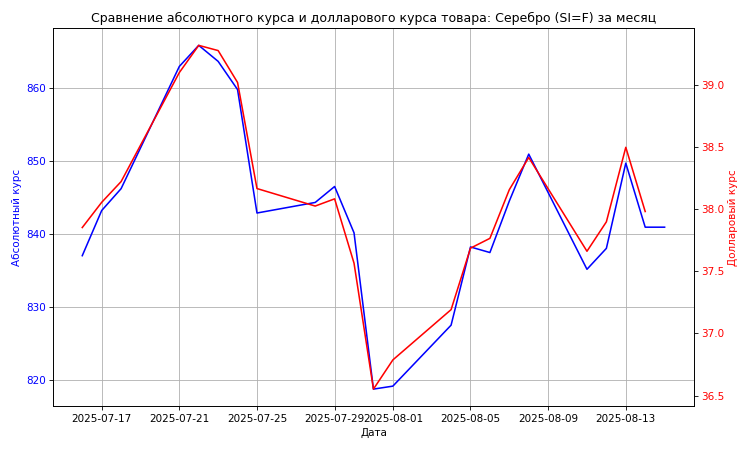 Сравнение абсолютного курса и долларового курса товара: Серебро (SI=F) за месяц
Абсолютный курс
860
850
840
830
820
39.0
38.5
38.0
37.5
37.0
36.5
Долларовый курс
2025-07-17 2025-07-21 2025-07-25 2025-07-29 2025-08-01 2025-08-05 2025-08-09 2025-08-13
Дата